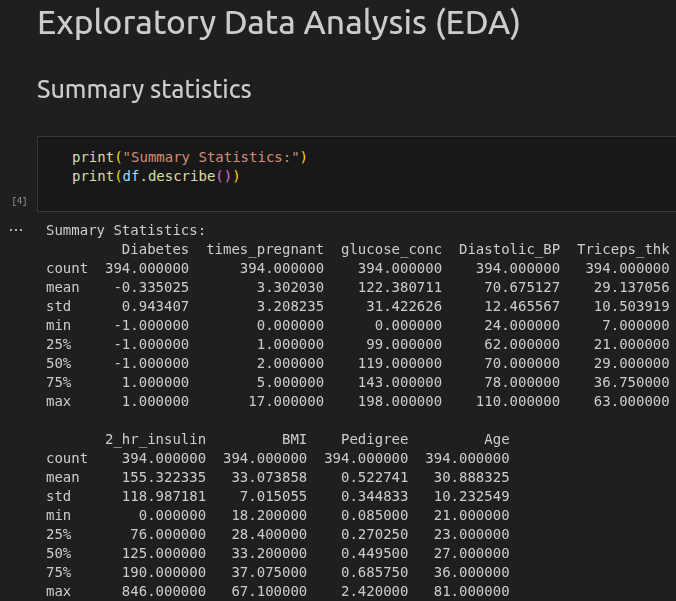 Exploratory Data Analysis (EDA)
Summary statistics
print("Summary Statistics:")
print(df.describe())
[4]
...
Summary Statistics:
Diabetes times_pregnant glucose_conc Diastolic_BP Triceps_thk
count 394.000000 394.000000 394.000000 394.000000 394.000000
mean -0.335025 3.302030 122.380711 70.675127 29.137056
std 0.943407 3.208235 31.422626 12.465567 10.503919
min -1.000000 0.000000 0.000000 24.000000 7.000000
25% -1.000000 1.000000 99.000000 62.000000 21.000000
50% -1.000000 2.000000 119.000000 70.000000 29.000000
75% 1.000000 5.000000 143.000000 78.000000 36.750000
max 1.000000 17.000000 198.000000 110.000000 63.000000
2_hr_insulin BMI Pedigree Age
count 394.000000 394.000000 394.000000 394.000000
mean 155.322335 33.073858 0.522741 30.888325
std 118.987181 7.015055 0.344833 10.232549
min 0.000000 18.200000 0.085000 21.000000
25% 76.000000 28.400000 0.270250 23.000000
50% 125.000000 33.200000 0.449500 27.000000
75% 190.000000 37.075000 0.685750 36.000000
max 846.000000 67.100000 2.420000 81.000000